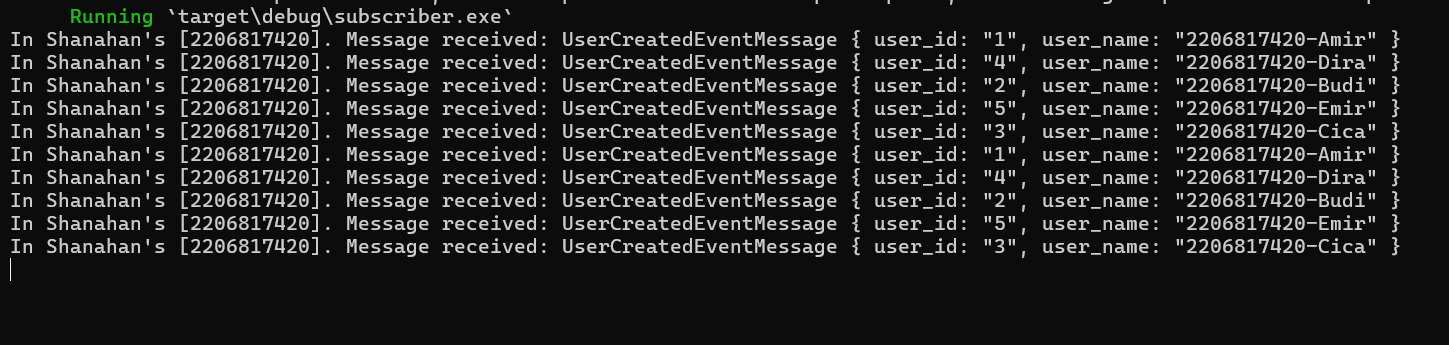 Running `target\debug\subscriber.exe`
In Shanahan's [2206817420]. Message received: UserCreatedEventMessage { user_id: "1", user_name: "2206817420-Amir" }
In Shanahan's [2206817420]. Message received: UserCreatedEventMessage { user_id: "4", user_name: "2206817420-Dira" }
In Shanahan's [2206817420]. Message received: UserCreatedEventMessage { user_id: "2", user_name: "2206817420-Budi" }
In Shanahan's [2206817420]. Message received: UserCreatedEventMessage { user_id: "5", user_name: "2206817420-Emir" }
In Shanahan's [2206817420]. Message received: UserCreatedEventMessage { user_id: "3", user_name: "2206817420-Cica" }
In Shanahan's [2206817420]. Message received: UserCreatedEventMessage { user_id: "1", user_name: "2206817420-Amir" }
In Shanahan's [2206817420]. Message received: UserCreatedEventMessage { user_id: "4", user_name: "2206817420-Dira" }
In Shanahan's [2206817420]. Message received: UserCreatedEventMessage { user_id: "2", user_name: "2206817420-Budi" }
In Shanahan's [2206817420]. Message received: UserCreatedEventMessage { user_id: "5", user_name: "2206817420-Emir" }
In Shanahan's [2206817420]. Message received: UserCreatedEventMessage { user_id: "3", user_name: "2206817420-Cica" }